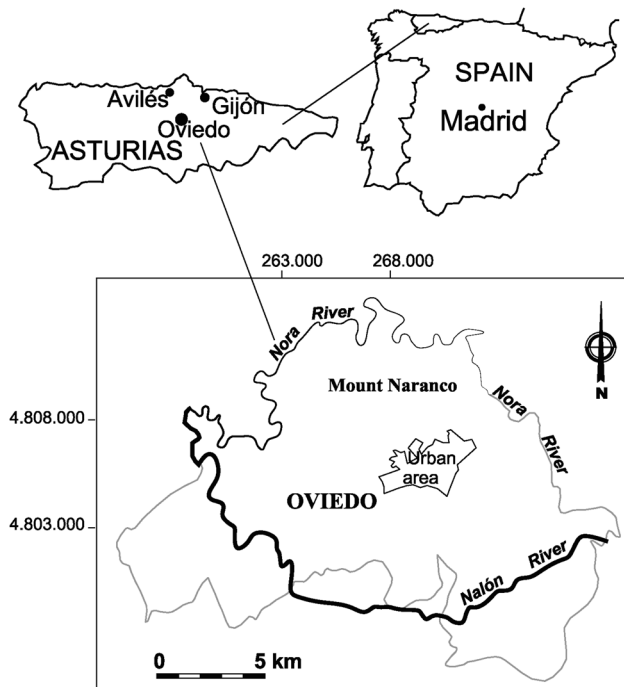 SPAIN
Madrid
Avilés
Gijón
Oviedo
ASTURIAS
263.000
268.000
Nora River
N
Mount Naranco
4.808.000
Nora River
Urban
area
OVIEDO
4.803.000
Nalón River
0 5 km